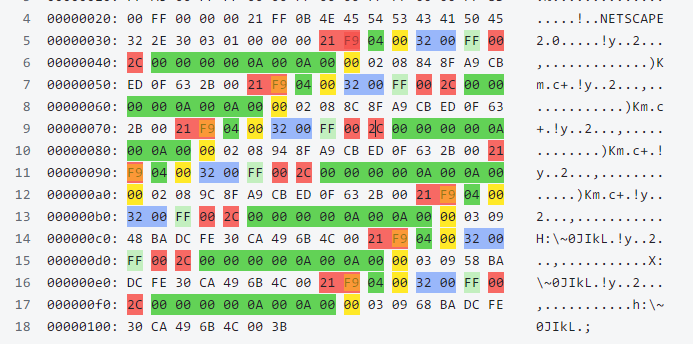 4 00000020: 00 FF 00 00 00 21 FF 0B 4E 45 54 53 43 41 50 45 .....!..NETSCAPE
5 00000030: 32 2E 30 03 01 00 00 00 21 F9 04 00 32 00 FF 00 2.0.....!y..2...
6 00000040: 2C 00 00 00 00 0A 00 0A 00 00 02 08 84 8F A9 CB ,............)K
7 00000050: ED 0F 63 2B 00 21 F9 04 00 32 00 FF 00 2C 00 00 m.c+.!y..2...,..
8 00000060: 00 00 0A 00 0A 00 00 02 08 8C 8F A9 CB ED 0F 63 ............)Km.c
9 00000070: 2B 00 21 F9 04 00 32 00 FF 00 2C 00 00 00 00 0A +.!y..2...,.....
10 00000080: 00 0A 00 00 02 08 94 8F A9 CB ED 0F 63 2B 00 21 ........)Km.c+.!
11 00000090: F9 04 00 32 00 FF 00 2C 00 00 00 00 0A 00 0A 00 y..2...,........
12 000000a0: 00 02 08 9C 8F A9 CB ED 0F 63 2B 00 21 F9 04 00 .....)Km.c+.!y..
13 000000b0: 32 00 FF 00 2C 00 00 00 00 0A 00 0A 00 00 03 09 2...,...........
14 000000c0: 48 BA DC FE 30 CA 49 6B 4C 00 21 F9 04 00 32 00 H:\~0JIkL.!y..2.
15 000000d0: FF 00 2C 00 00 00 00 0A 00 0A 00 00 03 09 58 BA ..,...........X:
16 000000e0: DC FE 30 CA 49 6B 4C 00 21 F9 04 00 32 00 FF 00 \~0JIkL.!y..2...
17 000000f0: 2C 00 00 00 00 0A 00 0A 00 00 03 09 68 BA DC FE ,...........h:\~
18 00000100: 30 CA 49 6B 4C 00 3B 0JIkL.;